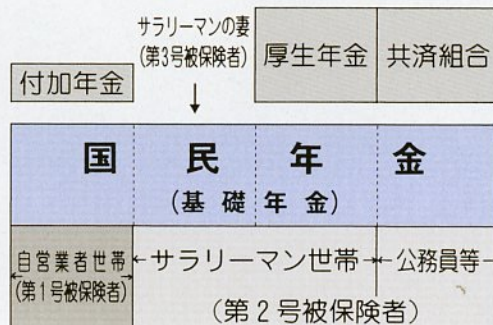 サラリーマンの妻
(第3号被保険者)
厚生年金
共済組合
付加年金
国民年金
(基礎年金)
自営業者世帯
(第1号被保険者)
サラリーマン世帯
公務員等
(第2号被保険者)